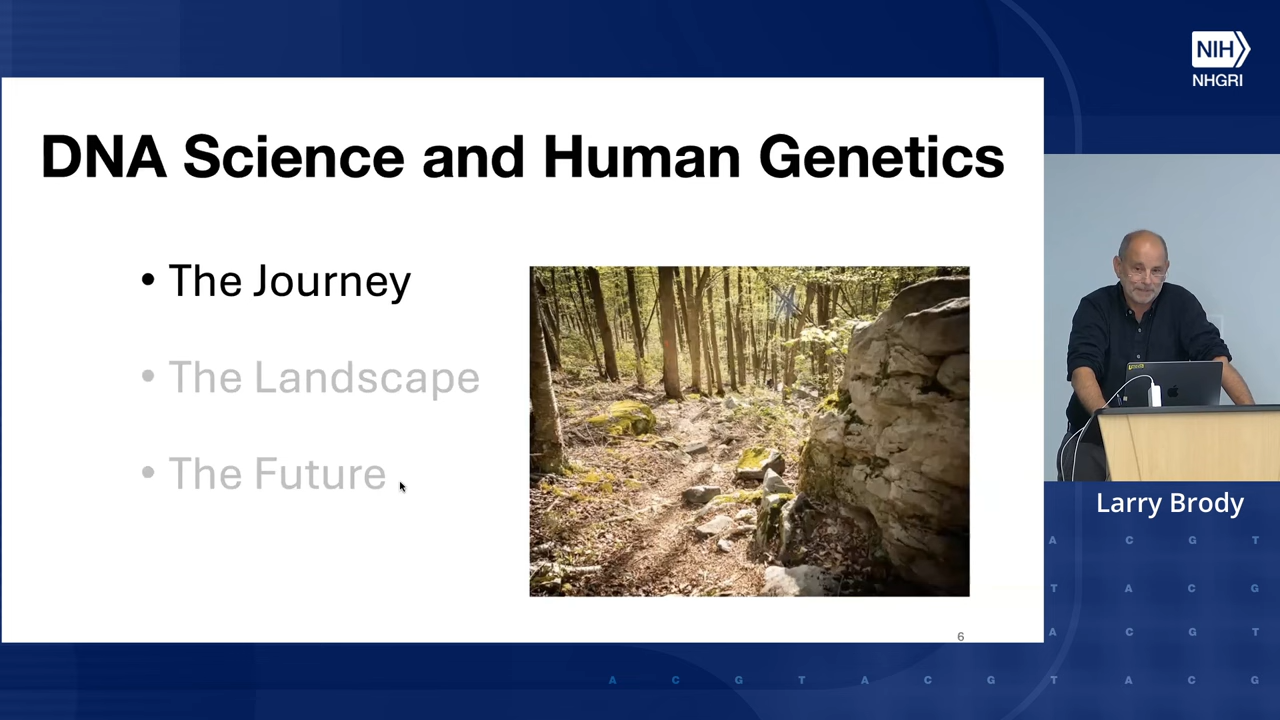 NIH
NHGRI
DNA Science and Human Genetics
• The Journey
• The Landscape
• The Future
6
Larry Brody
A C G T
T A C G
A C G T
A C G T A C G T A C G